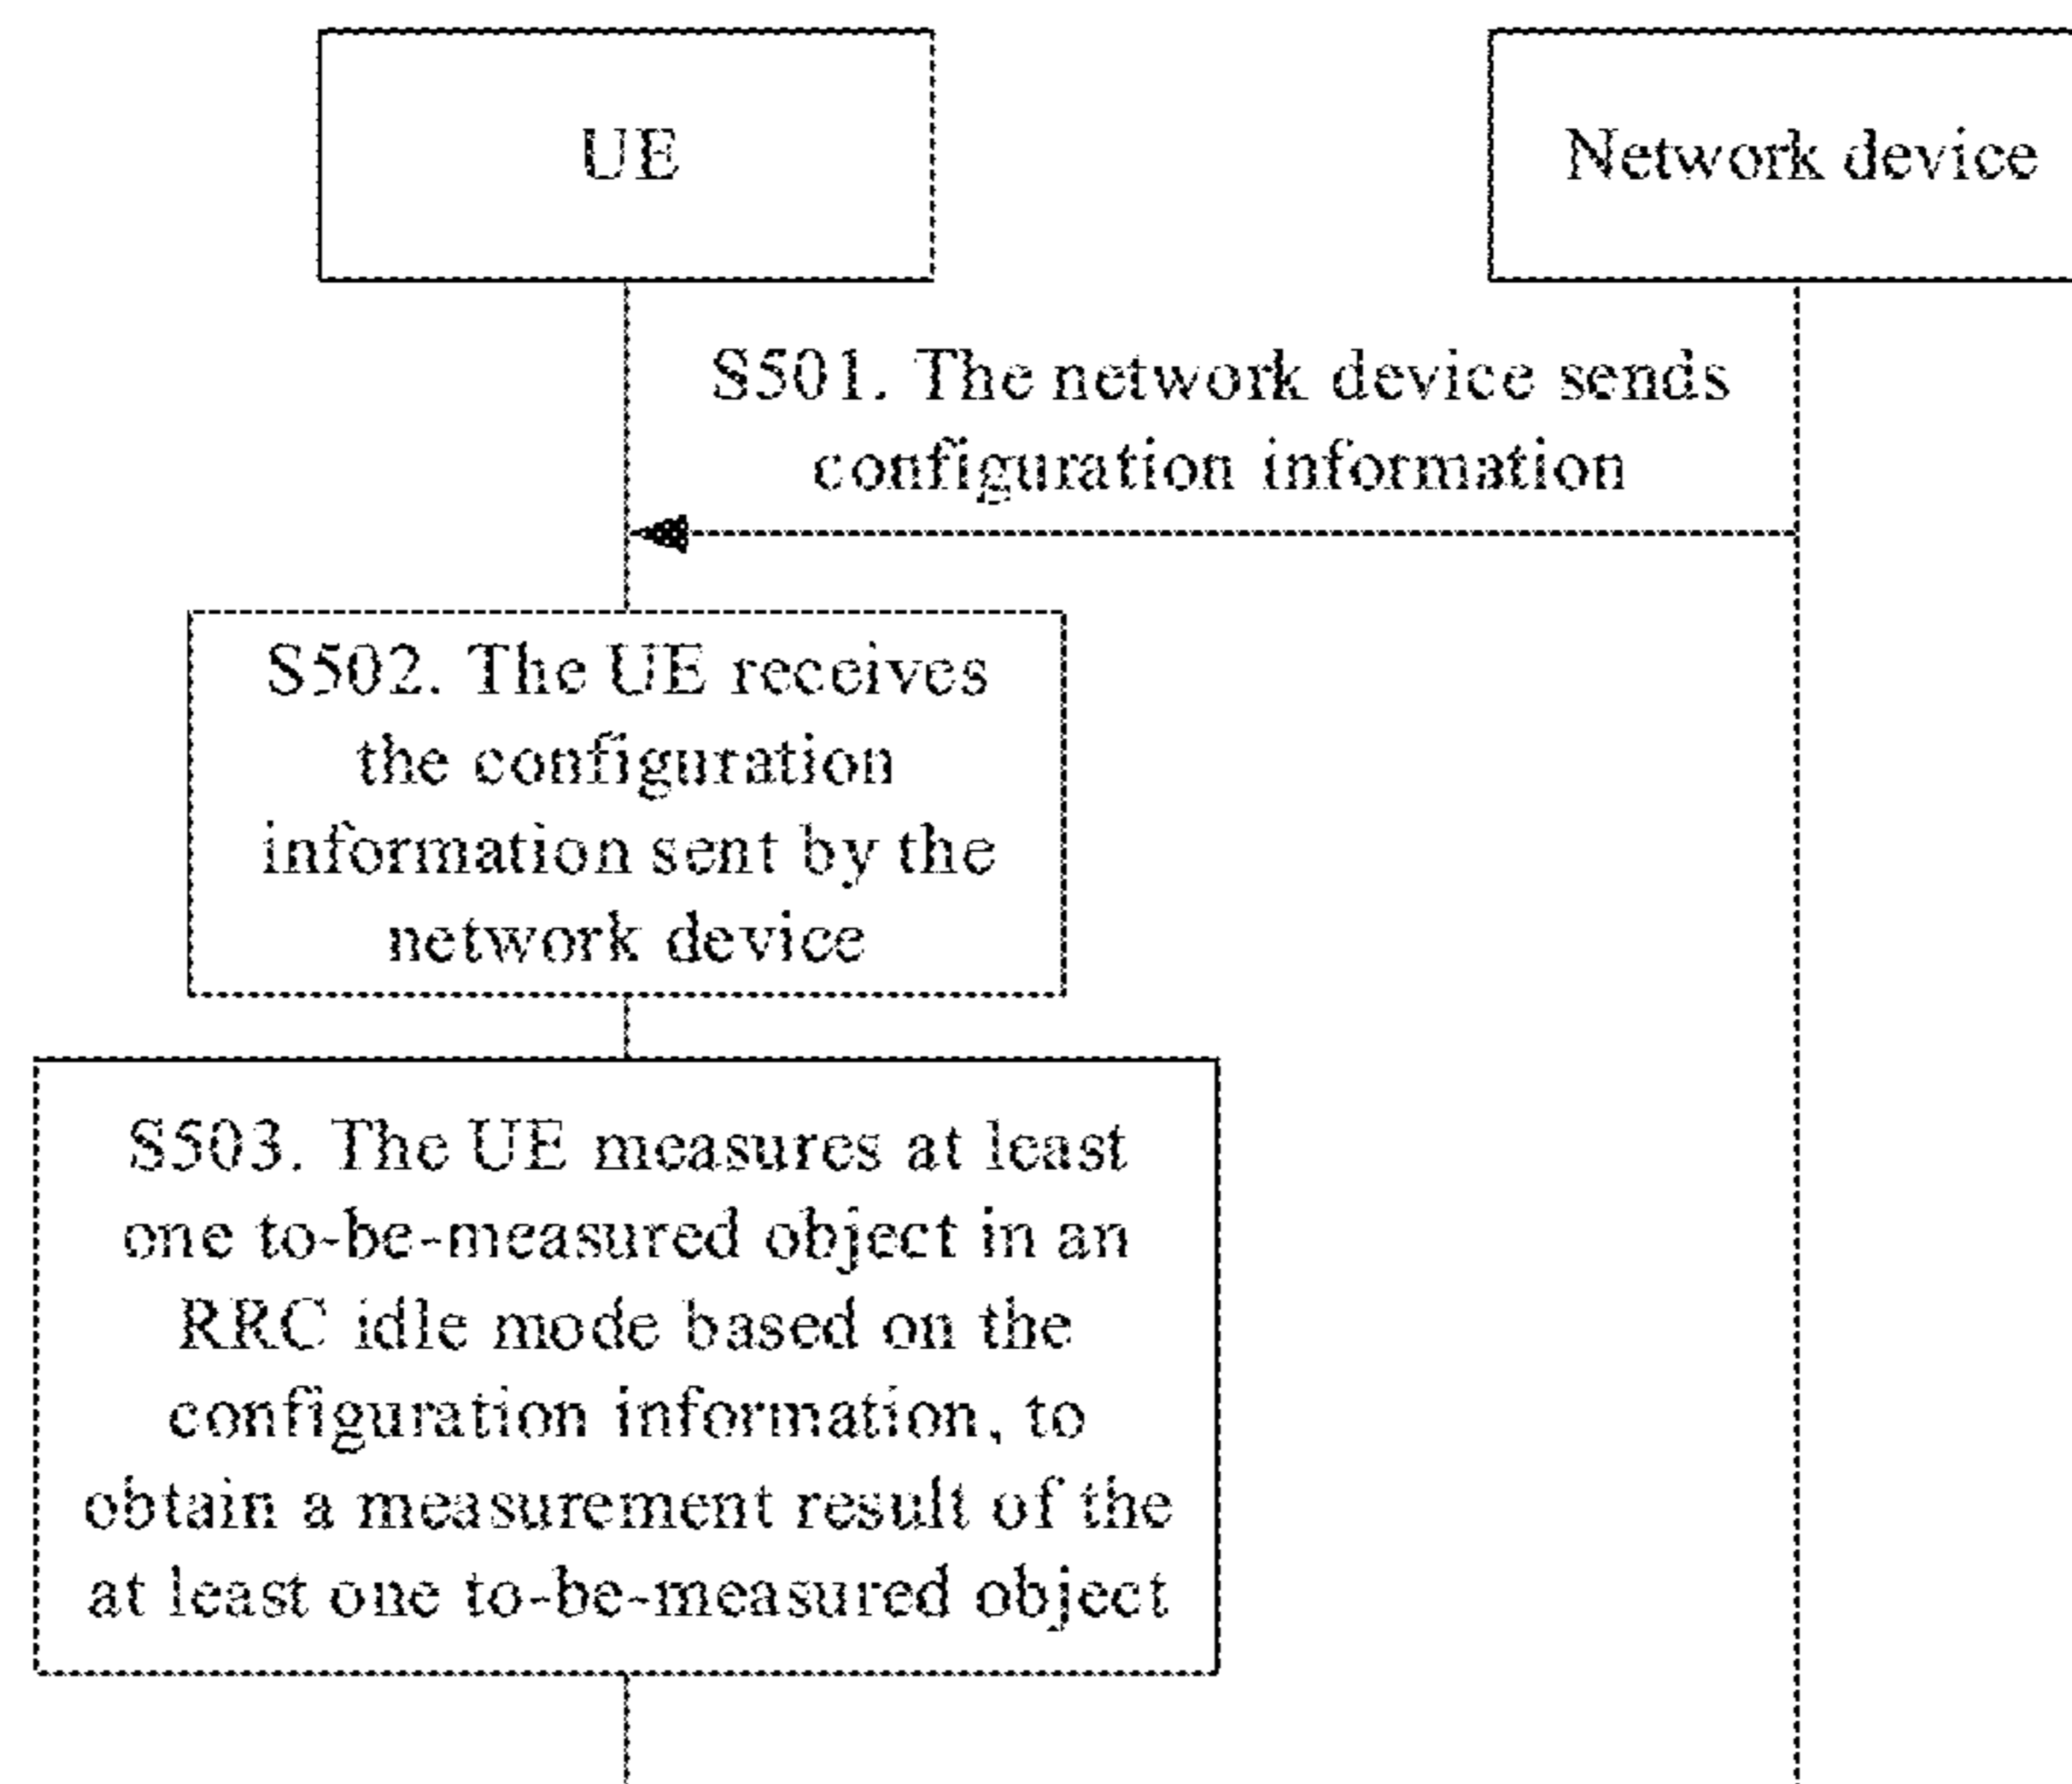 UE
Network device
S501. The network device sends
configuration information
S502. The UE receives
the configuration
information sent by the
network device
S503. The UE measures at least
one to-be-measured object in an
RRC idle mode based on the
configuration information, to
obtain a measurement result of the
at least one to-be-measured object